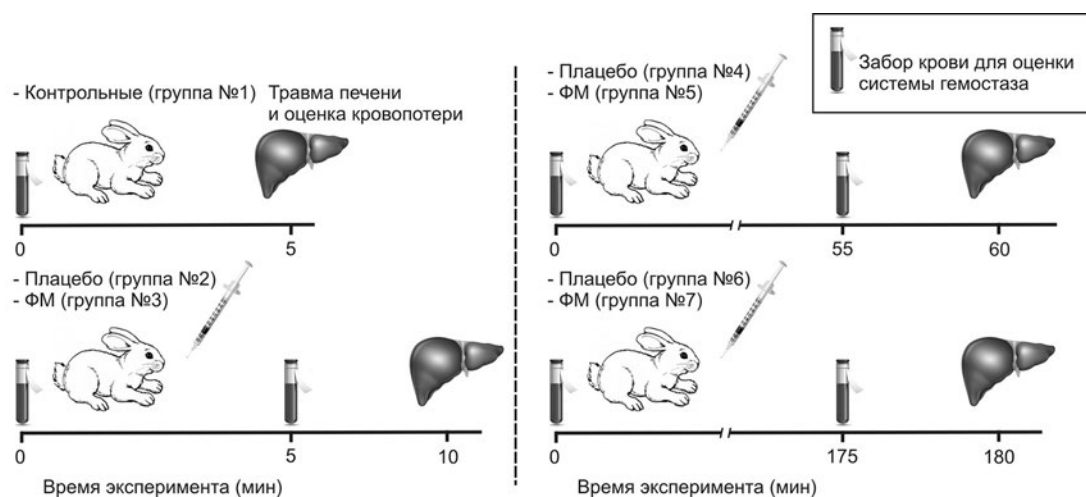 - Контрольные (группа №1)
Травма печени
и оценка кровопотери
0
5
- Плацебо (группа №2)
- ФМ (группа №3)
0
5
10
Время эксперимента (мин)
Забор крови для оценки
системы гемостаза
- Плацебо (группа №4)
- ФМ (группа №5)
0
55
60
- Плацебо (группа №6)
- ФМ (группа №7)
0
175
180
Время эксперимента (мин)